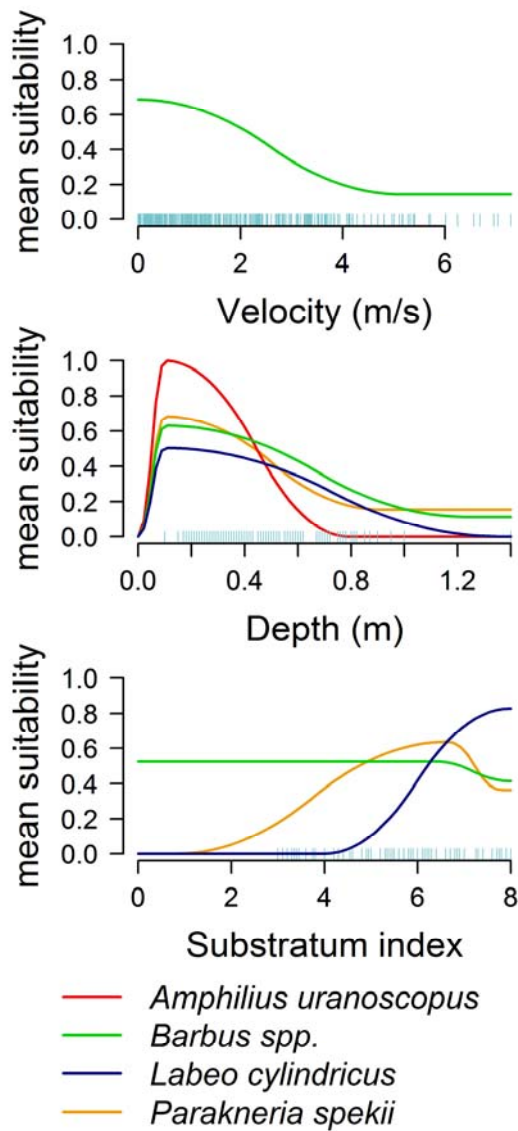 mean suitability
1.0
0.8
0.6
0.4
0.2
0.0
0 2 4 6
Velocity (m/s)
mean suitability
1.0
0.8
0.6
0.4
0.2
0.0
0.0 0.4 0.8 1.2
Depth (m)
mean suitability
1.0
0.8
0.6
0.4
0.2
0.0
0 2 4 6 8
Substratum index
Amphilius uranoscopus
Barbus spp.
Labeo cylindricus
Parakneria spekii